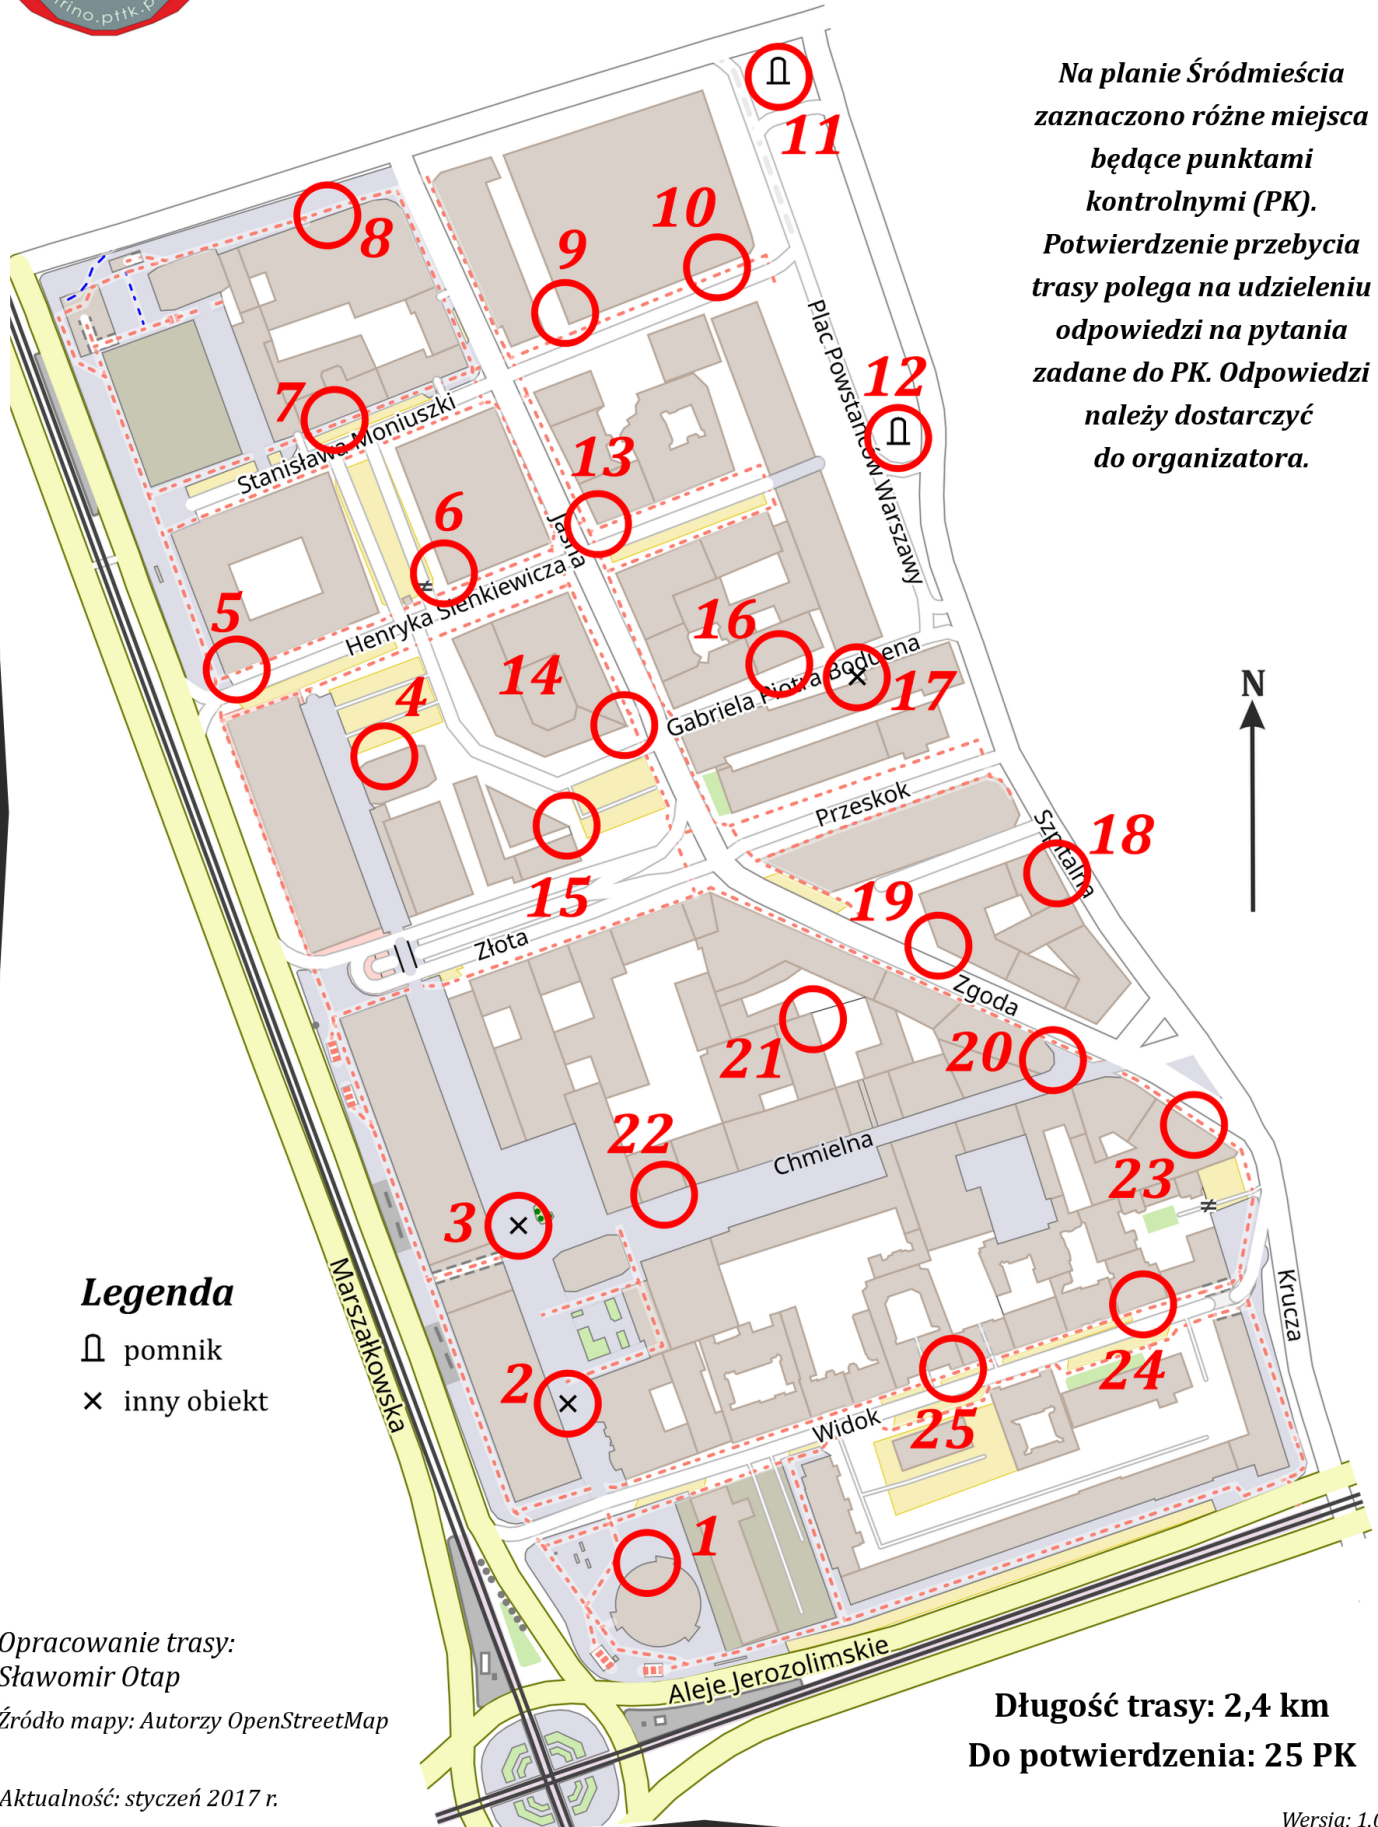 rino.pttk.p
Na planie Śródmieścia
zaznaczono różne miejsca
będące punktami
kontrolnymi (PK).
Potwierdzenie przebycia
trasy polega na udzieleniu
odpowiedzi na pytania
zadane do PK. Odpowiedzi
należy dostarczyć
do organizatora.
11
10
8
9
Plac Powstańców Warszawy
12
7
Stanisława Moniuszki
13
6
Jasna
Henryka Sienkiewicza
5
16
14
4
Gabriela Piotra Boduena
17
N
Przeskok
Szpitalna
18
15
19
Złota
Zgoda
21
20
22
Chmielna
23
3
Marszałkowska
Krucza
Legenda
pomnik
inny obiekt
2
24
25
Widok
1
Aleje Jerozolimskie
Opracowanie trasy:
Sławomir Otap
Źródło mapy: Autorzy OpenStreetMap
Aktualność: styczeń 2017 r.
Długość trasy: 2,4 km
Do potwierdzenia: 25 PK
Wersja: 1.0